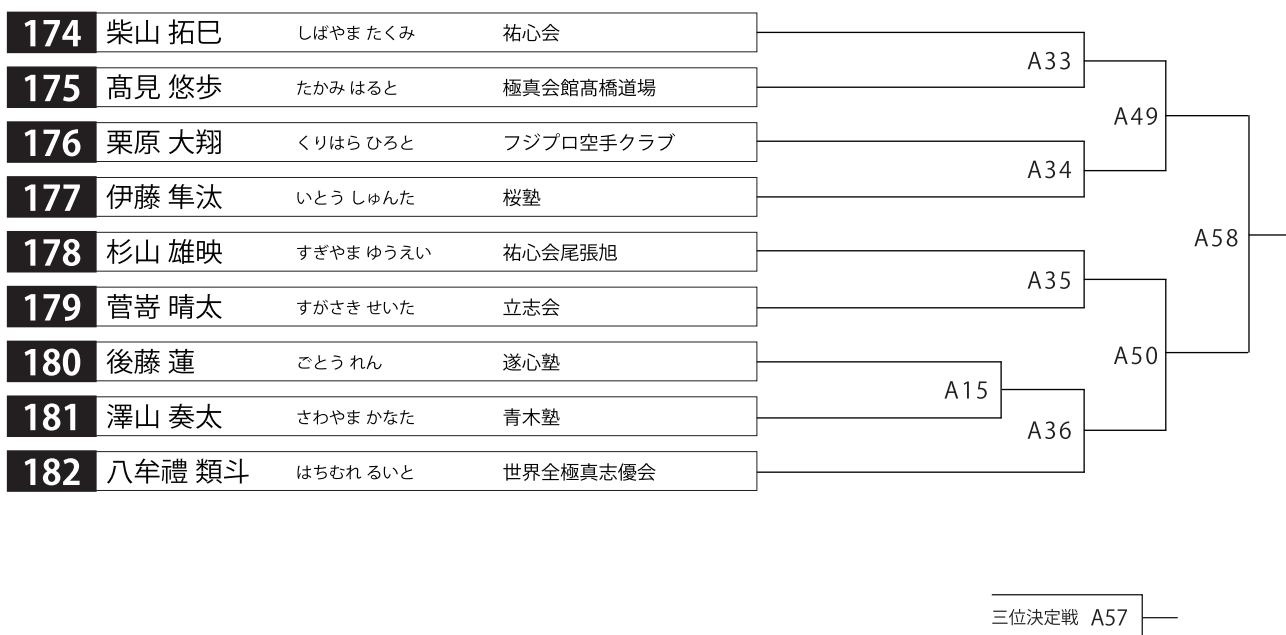 174 柴山 拓巳 しばやま たくみ 祐心会
A33
175 髙見 悠歩 たかみ はると 極真会館髙橋道場
A49
176 栗原 大翔 くりはら ひろと フジプロ空手クラブ
A34
177 伊藤 隼汰 いとう しゅんた 桜塾
A58
178 杉山 雄映 すぎやま ゆうえい 祐心会尾張旭
A35
179 菅嵜 晴太 すがさき せいた 立志会
A50
180 後藤 蓮 ごとう れん 遂心塾
A15
181 澤山 奏太 さわやま かなた 青木塾
A36
182 八牟禮 類斗 はちむれ るいと 世界全極真志優会
三位決定戦 A57